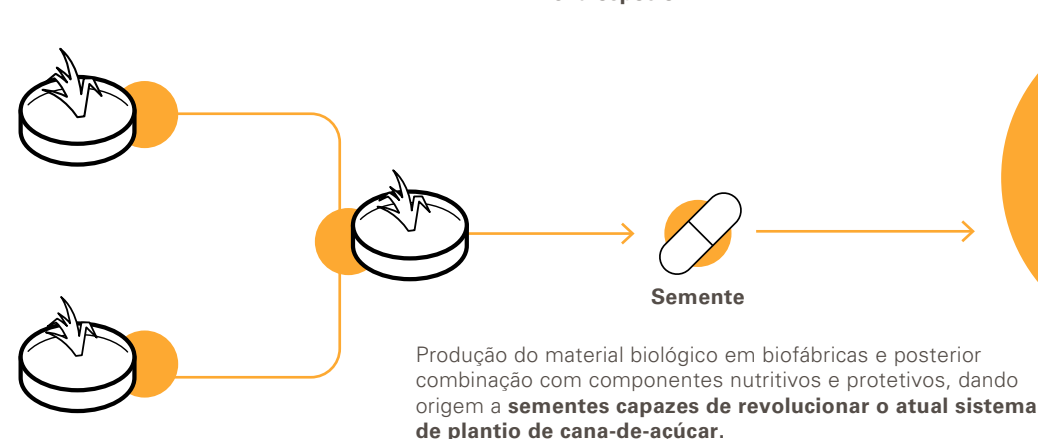 Semente
Produção do material biológico em biofábricas e posterior
combinação com componentes nutritivos e protetivos, dando
origem a sementes capazes de revolucionar o atual sistema
de plantio de cana-de-açúcar.